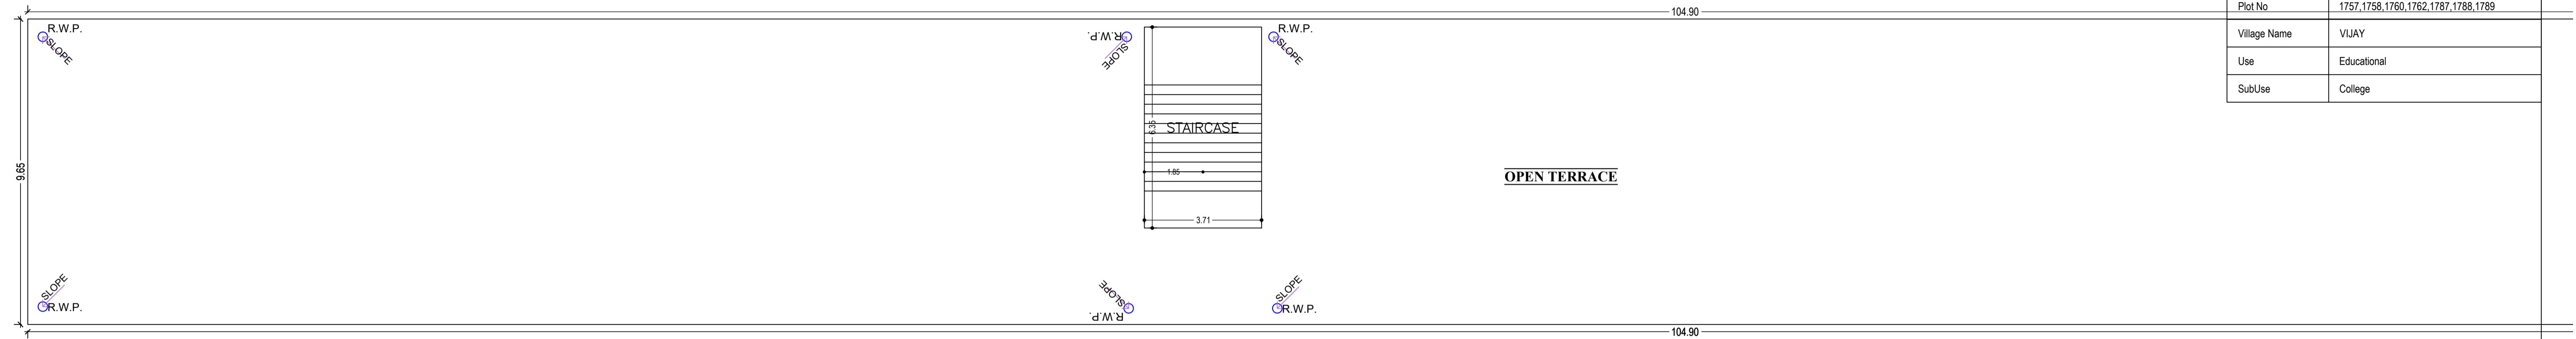 104.90
Plot No 1757,1758,1760,1762,1787,1788,1789
Village Name VIJAY
Use Educational
SubUse College
R.W.P.
SLOPE
R.W.P.
SLOPE
R.W.P.
SLOPE
9.65
6.35
STAIRCASE
1.85
3.71
OPEN TERRACE
SLOPE
R.W.P.
SLOPE
R.W.P.
SLOPE
R.W.P.
104.90